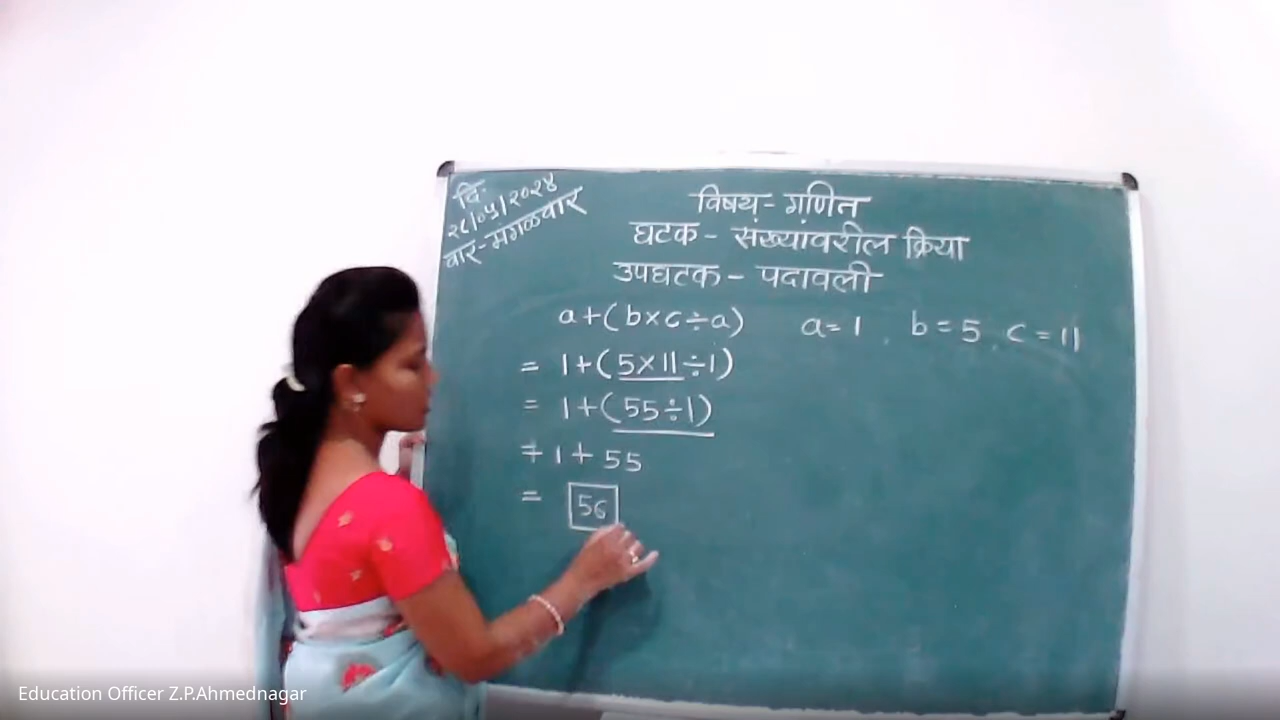 दि.
२८/०५/२०२४
वार-मंगळवार
विषय- गणित
घटक - संख्यांवरील क्रिया
उपघटक - पदावली
a+(b×c÷a) a=1, b=5, c=11
= 1+(5×11÷1)
= 1+(55÷1)
= 1+55
= 56
Education Officer Z.P.Ahmednagar